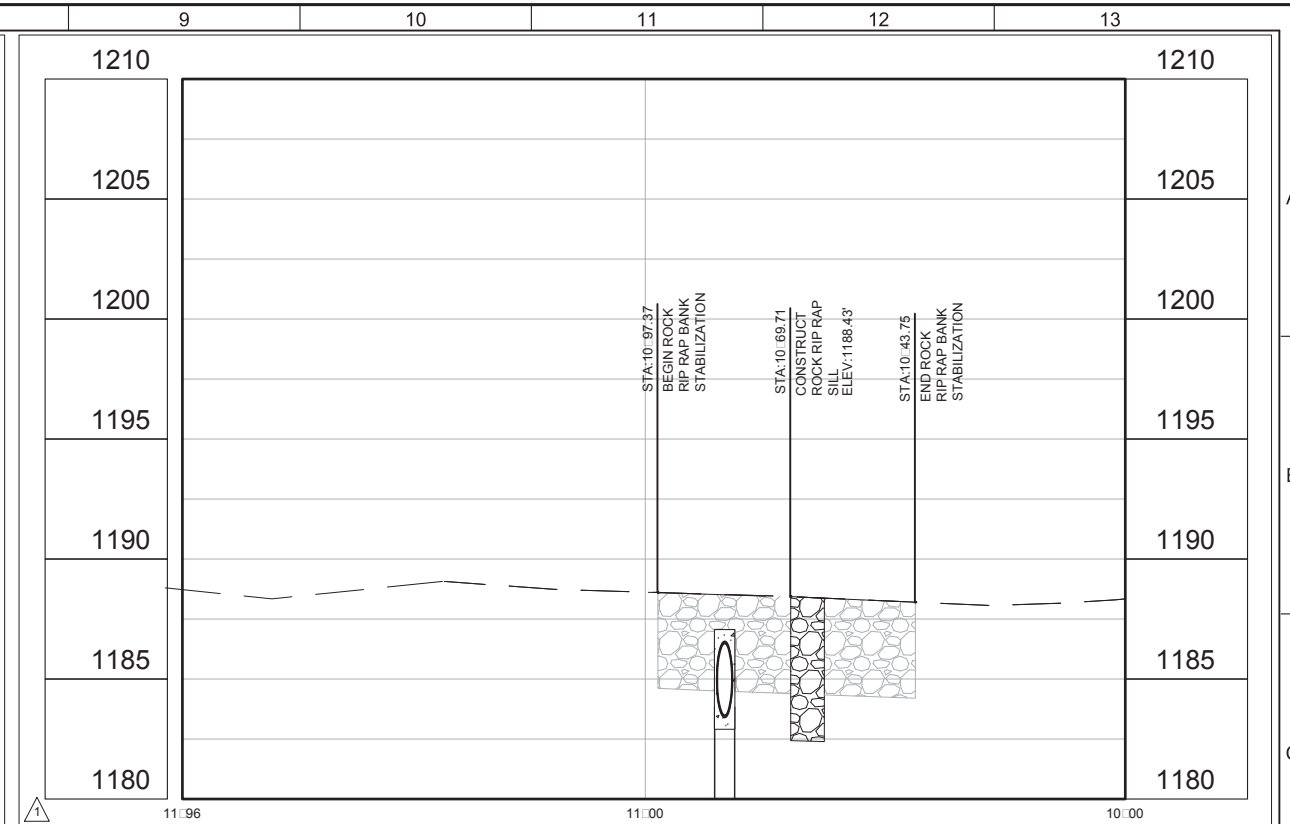 9 10 11 12 13
1210 1210
1205 1205
1200 1200
1195 1195
1190 1190
1185 1185
1180 1180
STA:10□97.37
BEGIN ROCK
RIP RAP BANK
STABILIZATION
STA:10□69.71
CONSTRUCT
ROCK RIP RAP
SILL
ELEV:1188.43'
STA:10□43.75
END ROCK
RIP RAP BANK
STABILIZATION
1
11□96 11□00 10□00